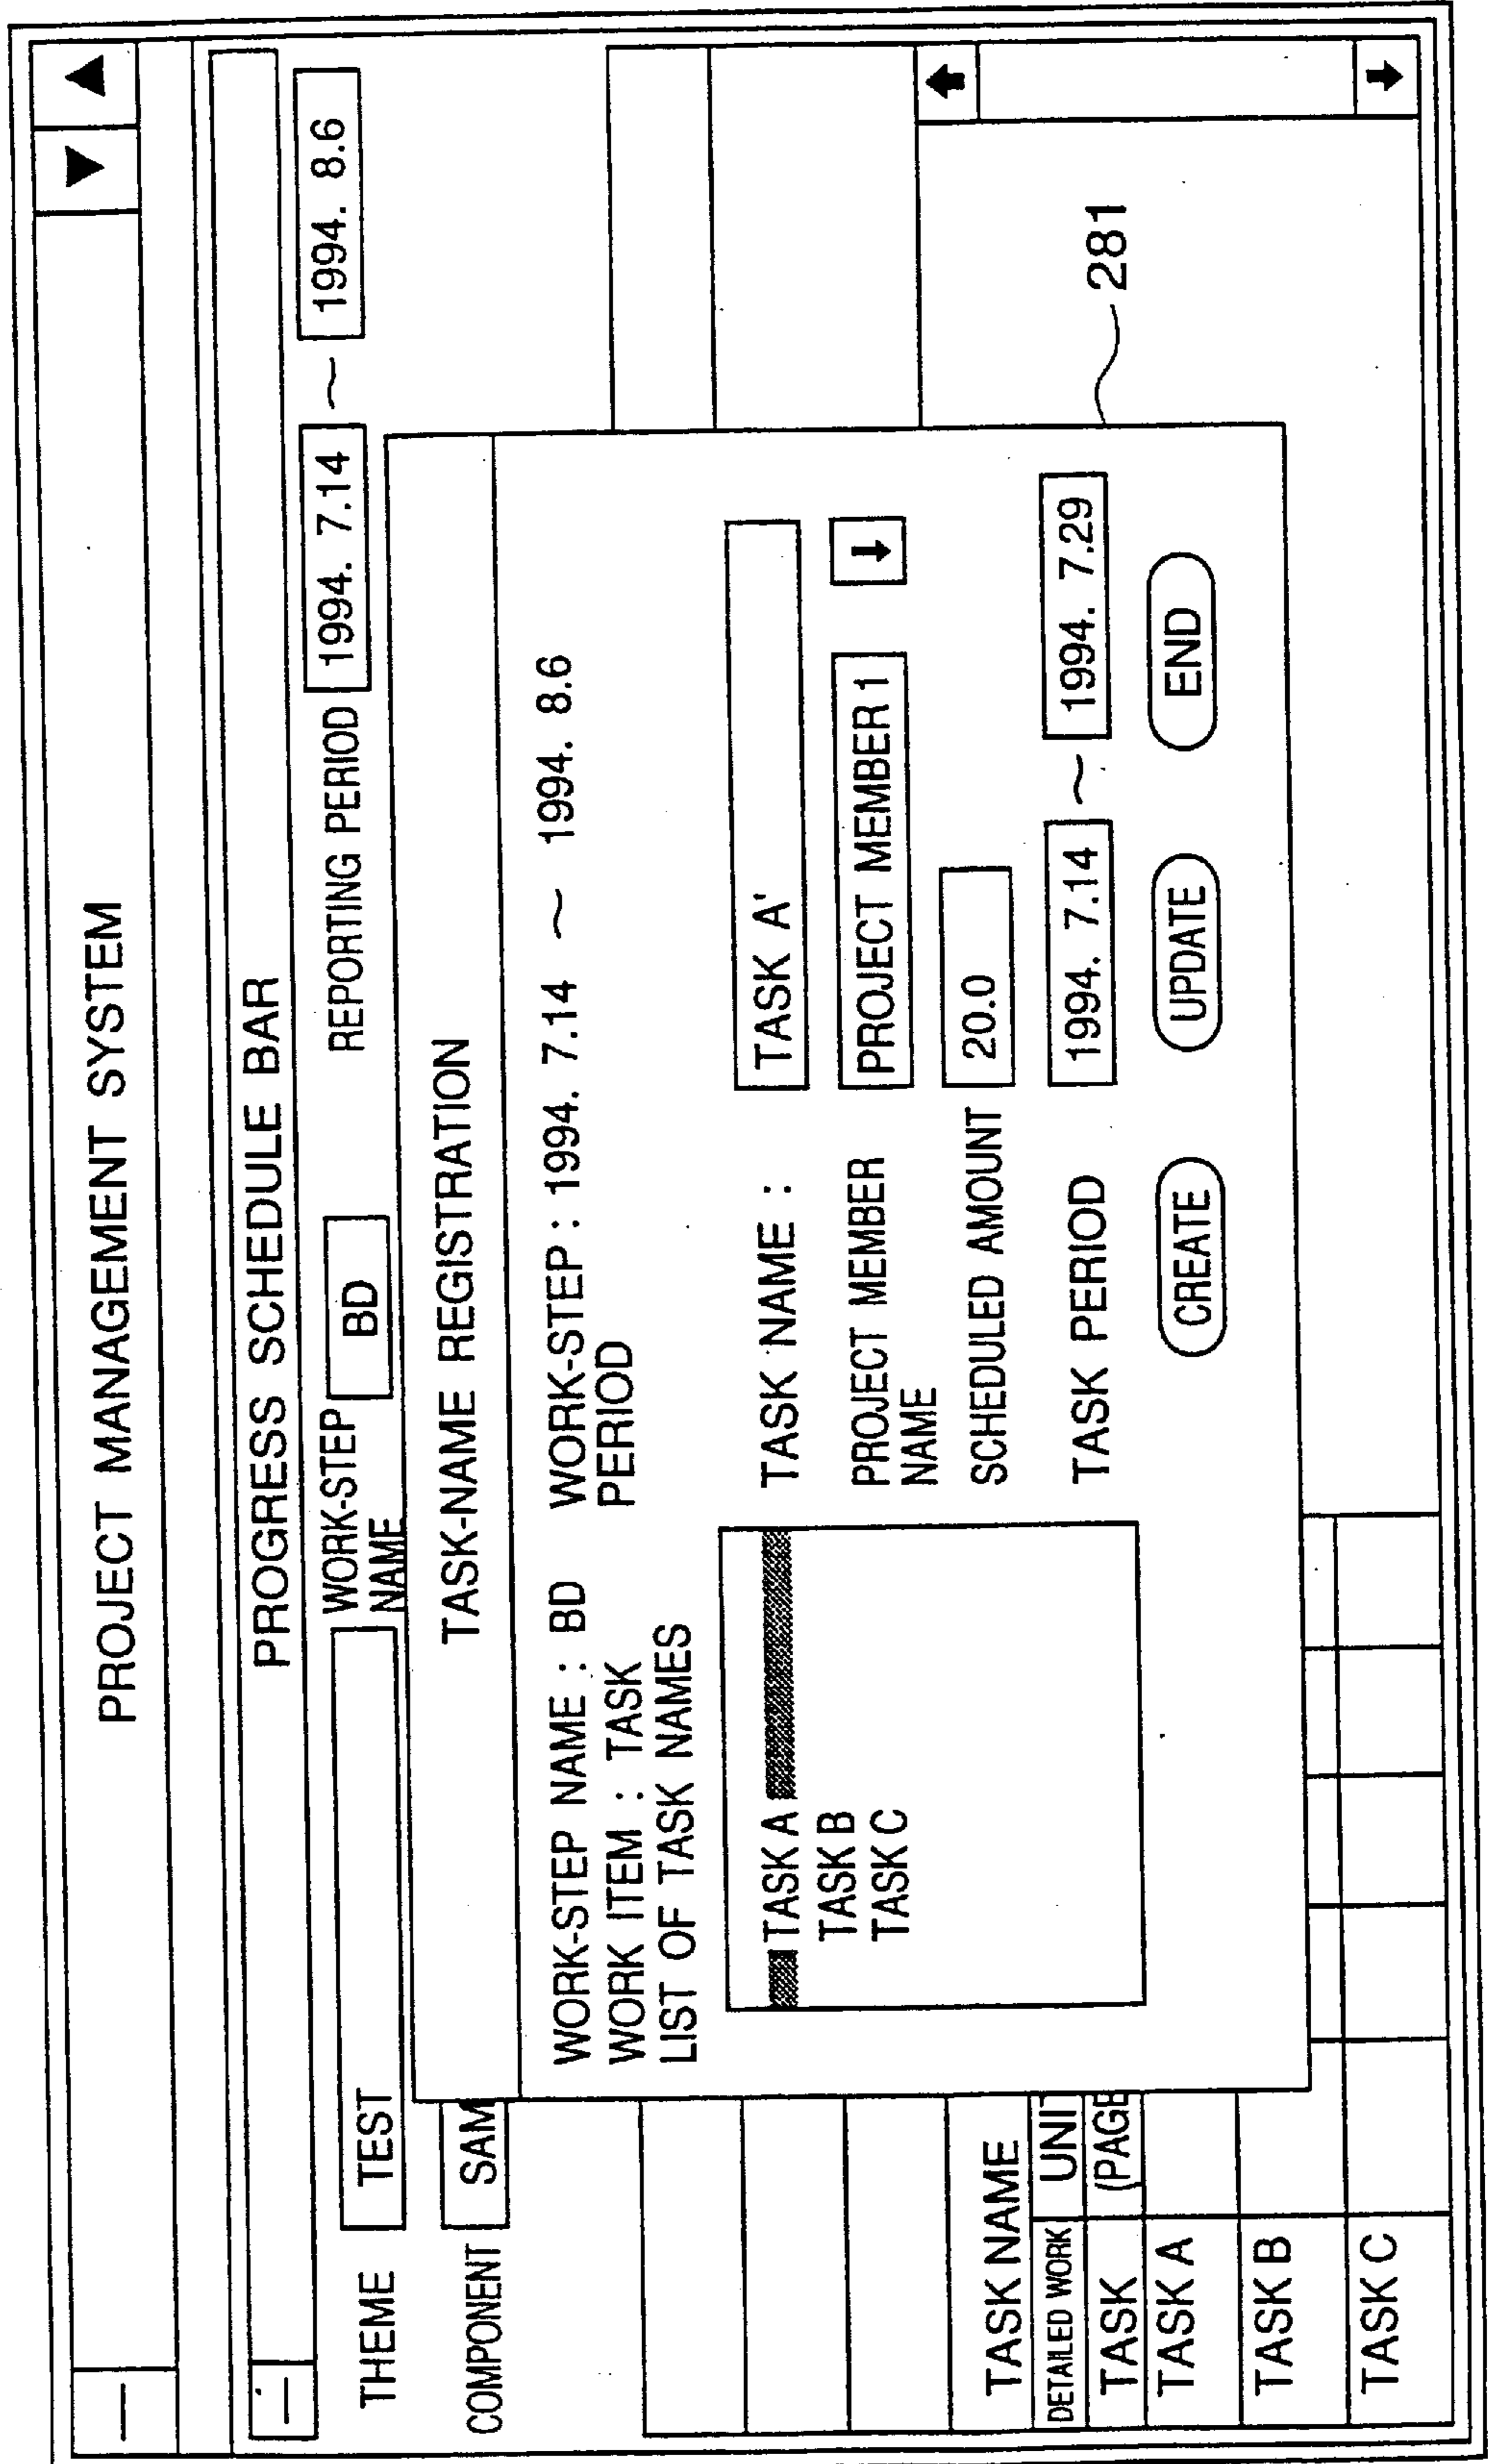 PROJECT MANAGEMENT SYSTEM
PROGRESS SCHEDULE BAR
THEME TEST WORK-STEP NAME BD REPORTING PERIOD 1994. 7.14 ~ 1994. 8.6
COMPONENT SAM
TASK-NAME REGISTRATION
WORK-STEP NAME : BD WORK-STEP : 1994. 7.14 ~ 1994. 8.6
PERIOD
WORK ITEM : TASK
LIST OF TASK NAMES
TASK A
TASK B
TASK C
TASK NAME : TASK A'
PROJECT MEMBER NAME PROJECT MEMBER 1
SCHEDULED AMOUNT 20.0
TASK PERIOD 1994. 7.14 ~ 1994. 7.29
CREATE UPDATE END
281
TASK NAME
DETAILED WORK UNIT
TASK (PAGE
TASK A
TASK B
TASK C